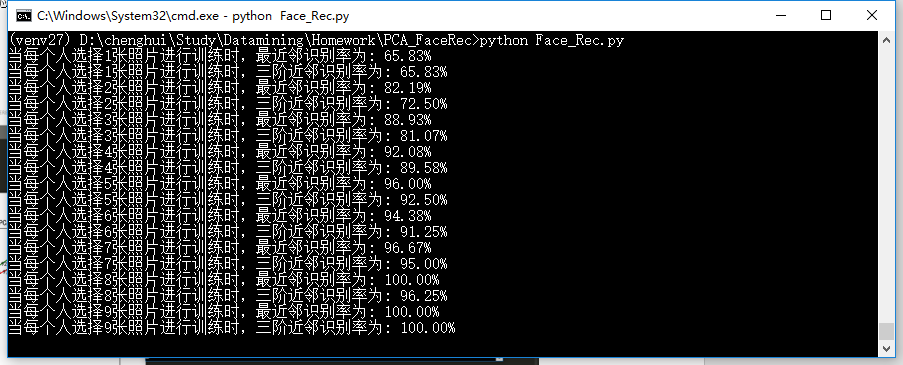 C:\Windows\System32\cmd.exe - python Face_Rec.py
(venv27) D:\chenghui\Study\Datamining\Homework\PCA_FaceRec>python Face_Rec.py
当每个人选择1张照片进行训练时，最近邻识别率为: 65.83%
当每个人选择1张照片进行训练时，三阶近邻识别率为: 65.83%
当每个人选择2张照片进行训练时，最近邻识别率为: 82.19%
当每个人选择2张照片进行训练时，三阶近邻识别率为: 72.50%
当每个人选择3张照片进行训练时，最近邻识别率为: 88.93%
当每个人选择3张照片进行训练时，三阶近邻识别率为: 81.07%
当每个人选择4张照片进行训练时，最近邻识别率为: 92.08%
当每个人选择4张照片进行训练时，三阶近邻识别率为: 89.58%
当每个人选择5张照片进行训练时，最近邻识别率为: 96.00%
当每个人选择5张照片进行训练时，三阶近邻识别率为: 92.50%
当每个人选择6张照片进行训练时，最近邻识别率为: 94.38%
当每个人选择6张照片进行训练时，三阶近邻识别率为: 91.25%
当每个人选择7张照片进行训练时，最近邻识别率为: 96.67%
当每个人选择7张照片进行训练时，三阶近邻识别率为: 95.00%
当每个人选择8张照片进行训练时，最近邻识别率为: 100.00%
当每个人选择8张照片进行训练时，三阶近邻识别率为: 96.25%
当每个人选择9张照片进行训练时，最近邻识别率为: 100.00%
当每个人选择9张照片进行训练时，三阶近邻识别率为: 100.00%